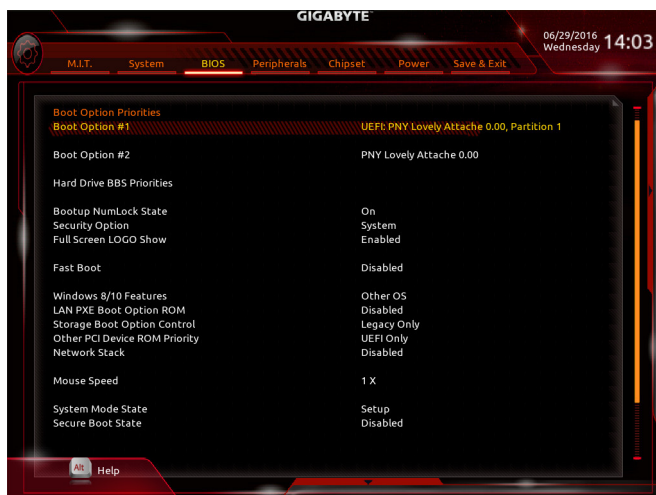 GIGABYTE™
06/29/2016
Wednesday
14:03
M.I.T. System BIOS Peripherals Chipset Power Save & Exit
Boot Option Priorities
Boot Option #1 UEFI: PNY Lovely Attache 0.00, Partition 1
Boot Option #2 PNY Lovely Attache 0.00
Hard Drive BBS Priorities
Bootup NumLock State On
Security Option System
Full Screen LOGO Show Enabled
Fast Boot Disabled
Windows 8/10 Features Other OS
LAN PXE Boot Option ROM Disabled
Storage Boot Option Control Legacy Only
Other PCI Device ROM Priority UEFI Only
Network Stack Disabled
Mouse Speed 1 X
System Mode State Setup
Secure Boot State Disabled
Alt Help